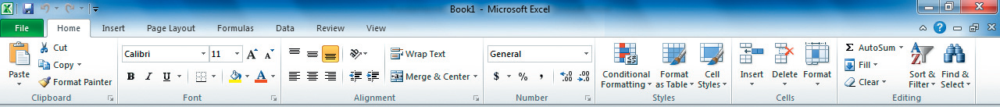 Book1 - Microsoft Excel
File Home Insert Page Layout Formulas Data Review View
Paste
Cut
Copy
Format Painter
Clipboard
Calibri 11 A A
B I U A
Font
Wrap Text
Merge & Center
Alignment
General
$ % , .00 .0
Number
Conditional Formatting
Format as Table
Cell Styles
Styles
Insert Delete Format
Cells
Σ AutoSum
Fill
Clear
Sort & Filter
Find & Select
Editing